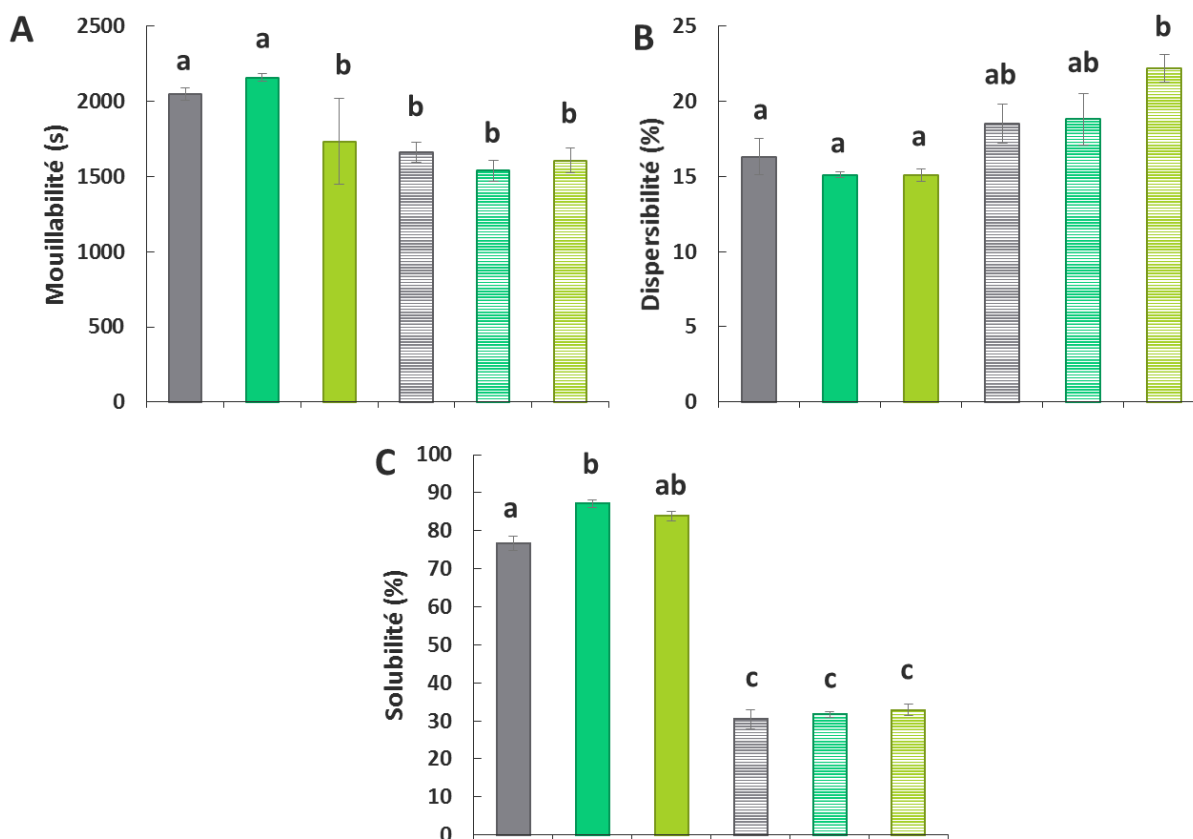 A
Mouillabilité (s)
2500
2000
1500
1000
500
0
a
a
b
b
b
b
B
Dispersibilité (%)
25
20
15
10
5
0
a
a
a
ab
ab
b
C
Solubilité (%)
100
90
80
70
60
50
40
30
20
10
0
a
b
ab
c
c
c